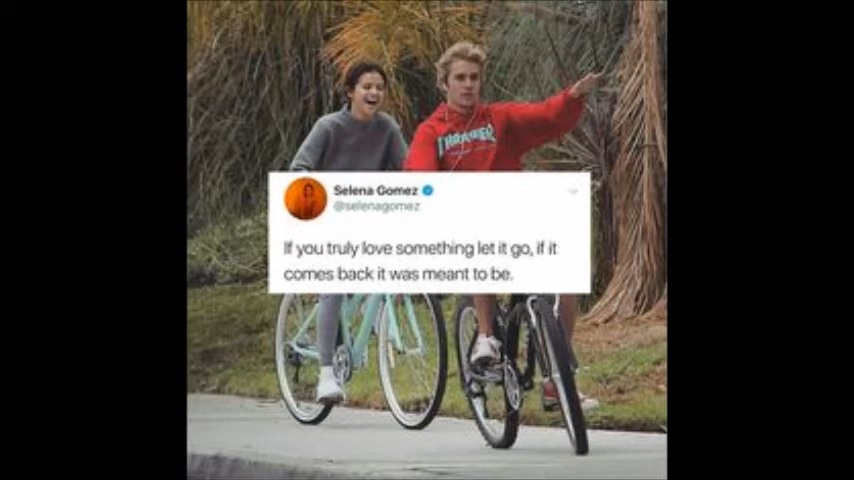 THRASHER
Selena Gomez
@selenagomez
If you truly love something let it go, if it
comes back it was meant to be.